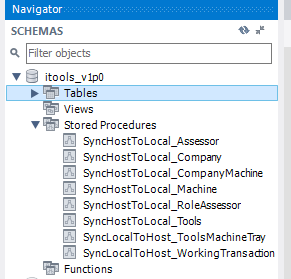 Navigator
SCHEMAS
Filter objects
itools_v1p0
Tables
Views
Stored Procedures
SyncHostToLocal_Assessor
SyncHostToLocal_Company
SyncHostToLocal_CompanyMachine
SyncHostToLocal_Machine
SyncHostToLocal_RoleAssessor
SyncHostToLocal_Tools
SyncLocalToHost_ToolsMachineTray
SyncLocalToHost_WorkingTransaction
Functions